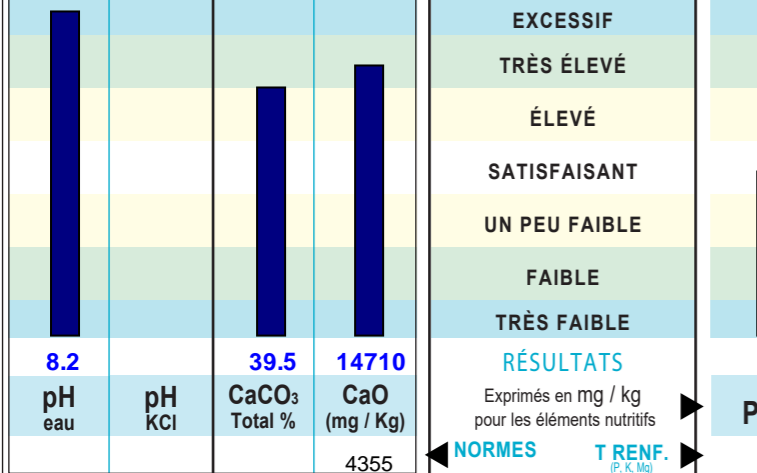 EXCESSIF
TRÈS ÉLEVÉ
ÉLEVÉ
SATISFAISANT
UN PEU FAIBLE
FAIBLE
TRÈS FAIBLE
8.2 39.5 14710 RÉSULTATS
pH pH CaCO₃ CaO Exprimés en mg / kg P
eau KCl Total % (mg / Kg) pour les éléments nutritifs
4355 NORMES T RENF.
(P, K, Mg)